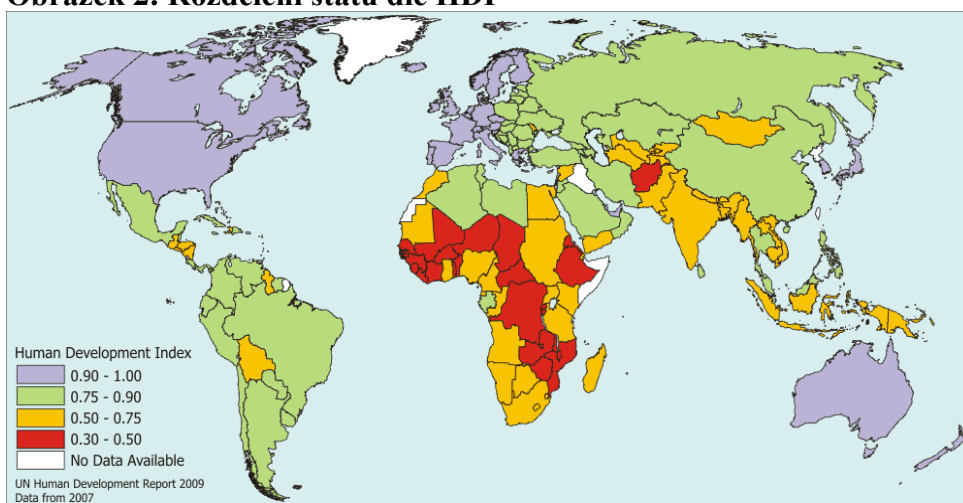 Obrázek 2: Rozdělení států dle HDI
Human Development Index
0.90 - 1.00
0.75 - 0.90
0.50 - 0.75
0.30 - 0.50
No Data Available
UN Human Development Report 2009
Data from 2007